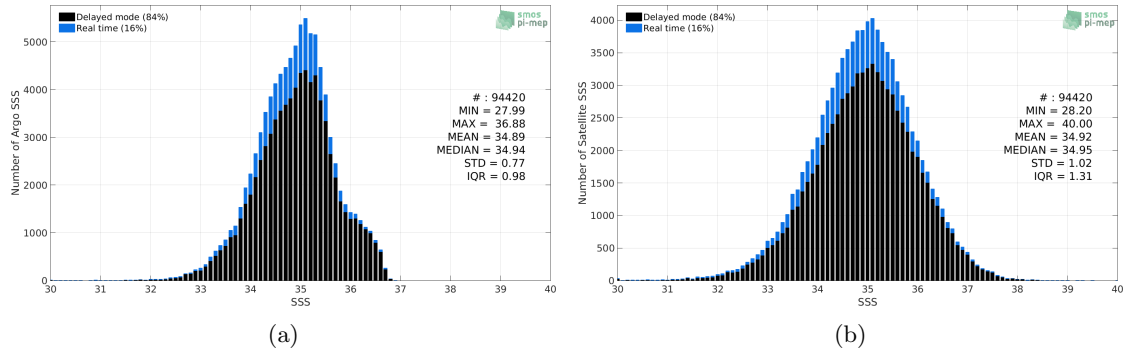 Delayed mode (84%)
Real time (16%)
smos
pi-mep
5000
4000
3000
2000
1000
0
Number of Argo SSS
# : 94420
MIN = 27.99
MAX = 36.88
MEAN = 34.89
MEDIAN = 34.94
STD = 0.77
IQR = 0.98
30 31 32 33 34 35 36 37 38 39 40
SSS
(a)
Delayed mode (84%)
Real time (16%)
smos
pi-mep
4000
3500
3000
2500
2000
1500
1000
500
0
Number of Satellite SSS
# : 94420
MIN = 28.20
MAX = 40.00
MEAN = 34.92
MEDIAN = 34.95
STD = 1.02
IQR = 1.31
30 31 32 33 34 35 36 37 38 39 40
SSS
(b)